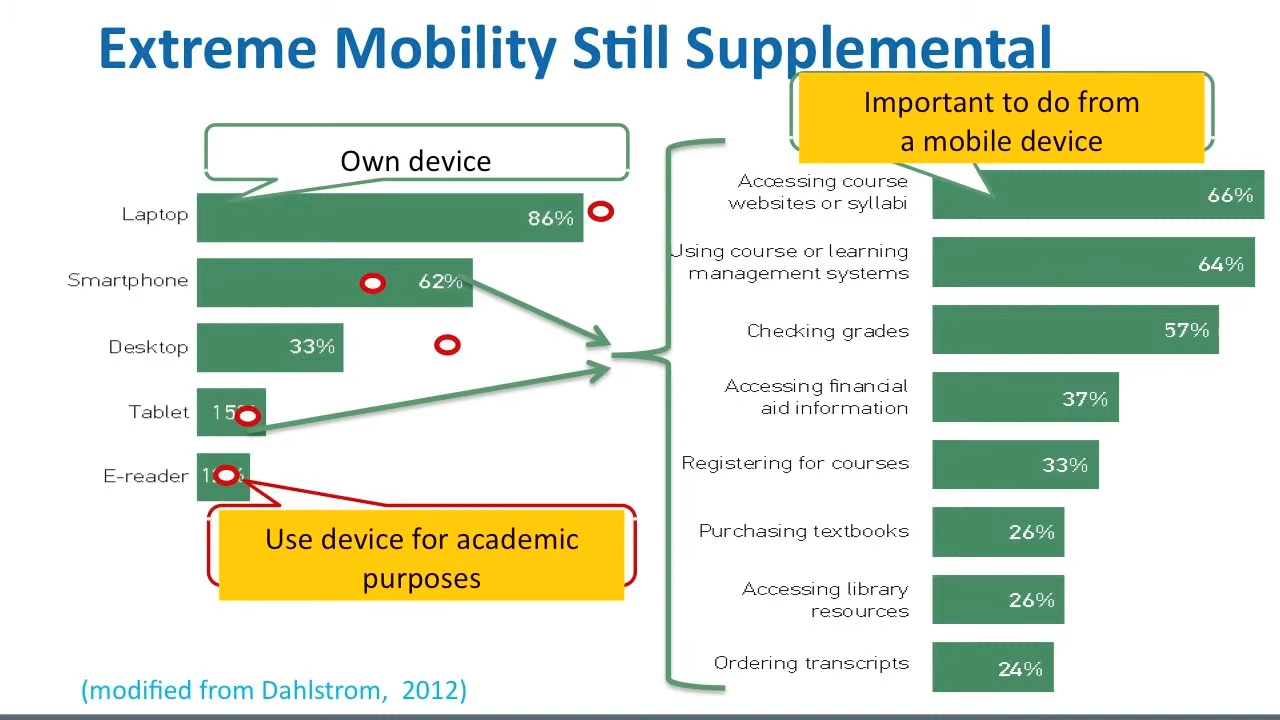 Extreme Mobility Still Supplemental
Important to do from
a mobile device
Own device
Laptop
86%
Smartphone
62%
Desktop
33%
Tablet
E-reader
Use device for academic
purposes
Accessing course
websites or syllabi
66%
Using course or learning
management systems
64%
Checking grades
57%
Accessing financial
aid information
37%
Registering for courses
33%
Purchasing textbooks
26%
Accessing library
resources
26%
Ordering transcripts
24%
(modified from Dahlstrom, 2012)